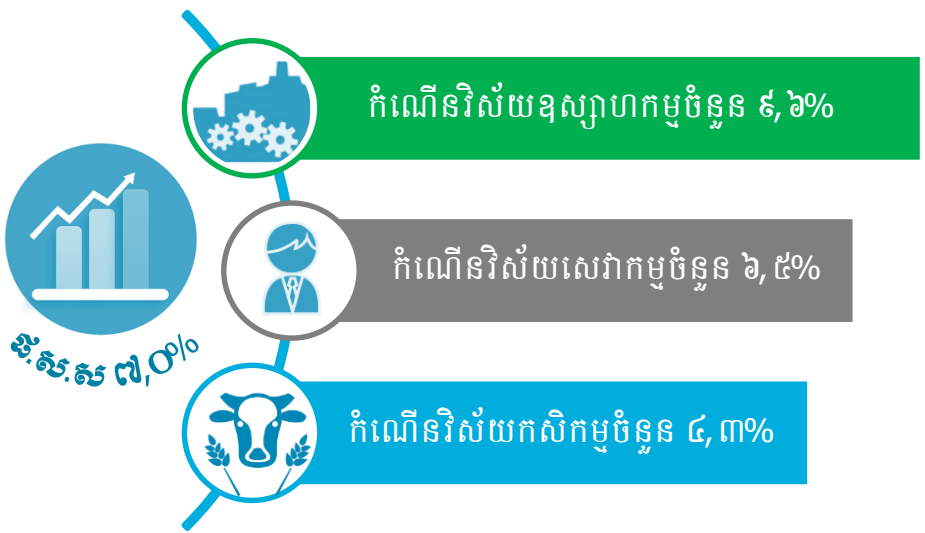 កំណើនវិស័យឧស្សាហកម្មចំនួន ៩,៦%
កំណើនវិស័យសេវាកម្មចំនួន ៦,៥%
ផ.ស.ស ៧,០%
កំណើនវិស័យកសិកម្មចំនួន ៤,៣%